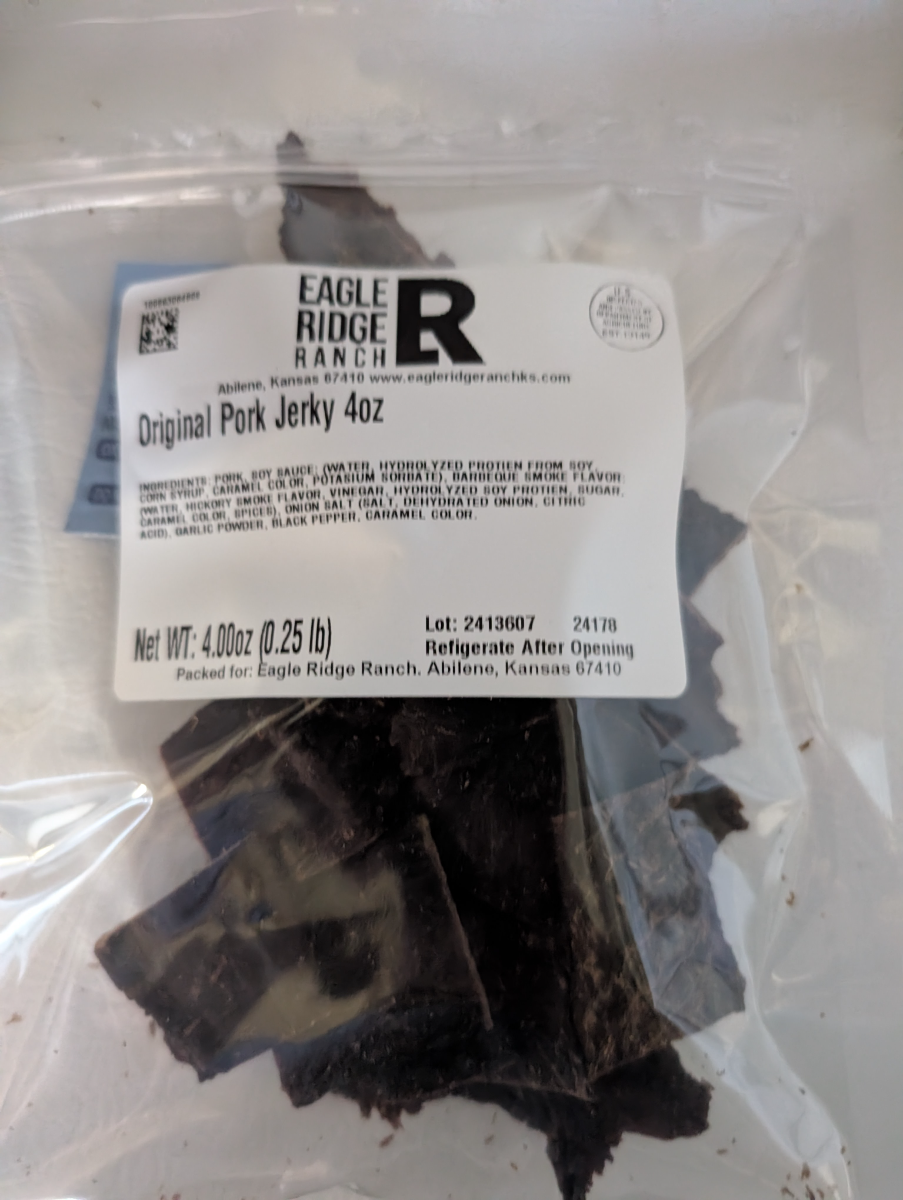 EAGLE
RIDGE
RANCH
R
U.S.
Abilene, Kansas 67410 www.eagleridgeranchks.com
Original Pork Jerky 4oz
INGREDIENTS: PORK, SOY SAUCE: (WATER, HYDROLYZED PROTIEN FROM SOY,
CORN SYRUP, CARAMEL COLOR, POTASIUM SORBATE), BARBEQUE SMOKE FLAVOR:
(WATER, HICKORY SMOKE FLAVOR, VINEGAR, HYDROLYZED SOY PROTIEN, SUGAR,
CARAMEL COLOR, SPICES), ONION SALT (SALT, DEHYDRATED ONION, CITRIC
ACID), GARLIC POWDER, BLACK PEPPER, CARAMEL COLOR.
Net WT: 4.00oz (0.25 lb)
Lot: 2413607 24178
Refigerate After Opening
Packed for: Eagle Ridge Ranch. Abilene, Kansas 67410